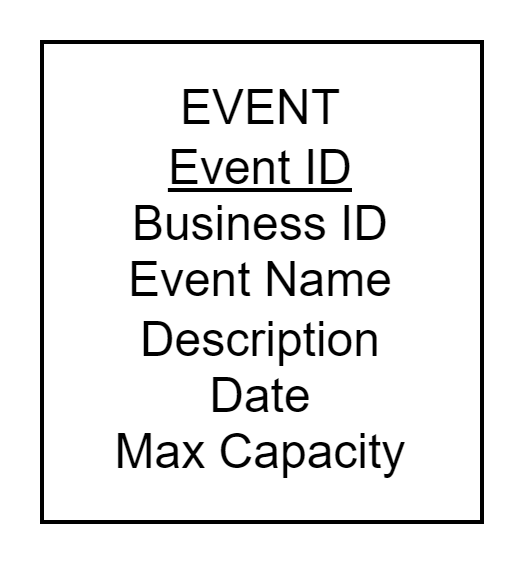 EVENT
Event ID
Business ID
Event Name
Description
Date
Max Capacity